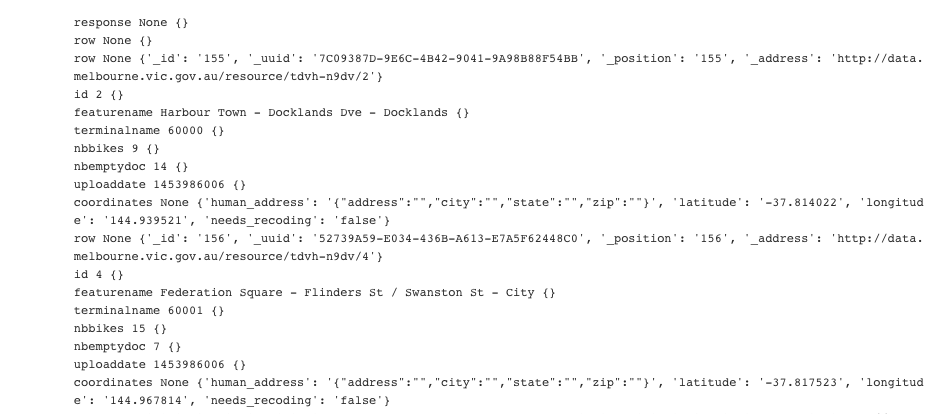 response None {}
row None {}
row None {'_id': '155', '_uuid': '7C09387D-9E6C-4B42-9041-9A98B88F54BB', '_position': '155', '_address': 'http://data.
melbourne.vic.gov.au/resource/tdvh-n9dv/2'}
id 2 {}
featurename Harbour Town - Docklands Dve - Docklands {}
terminalname 60000 {}
nbbikes 9 {}
nbemptydoc 14 {}
uploaddate 1453986006 {}
coordinates None {'human_address': '{"address":"","city":"","state":"","zip":""}', 'latitude': '-37.814022', 'longitud
e': '144.939521', 'needs_recoding': 'false'}
row None {'_id': '156', '_uuid': '52739A59-E034-436B-A613-E7A5F62448C0', '_position': '156', '_address': 'http://data.
melbourne.vic.gov.au/resource/tdvh-n9dv/4'}
id 4 {}
featurename Federation Square - Flinders St / Swanston St - City {}
terminalname 60001 {}
nbbikes 15 {}
nbemptydoc 7 {}
uploaddate 1453986006 {}
coordinates None {'human_address': '{"address":"","city":"","state":"","zip":""}', 'latitude': '-37.817523', 'longitud
e': '144.967814', 'needs_recoding': 'false'}